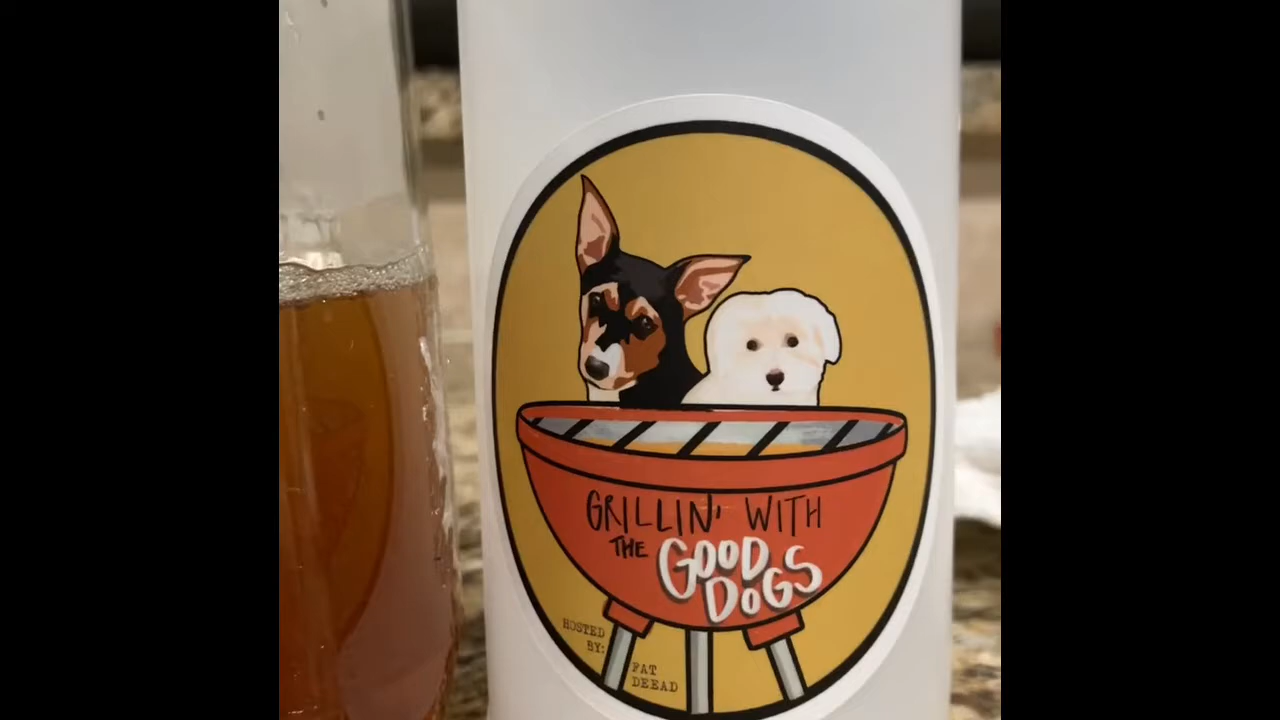 GRILLIN' WITH
THE GOOD
DOGS
HOSTED
BY:
FAT
DEEAD